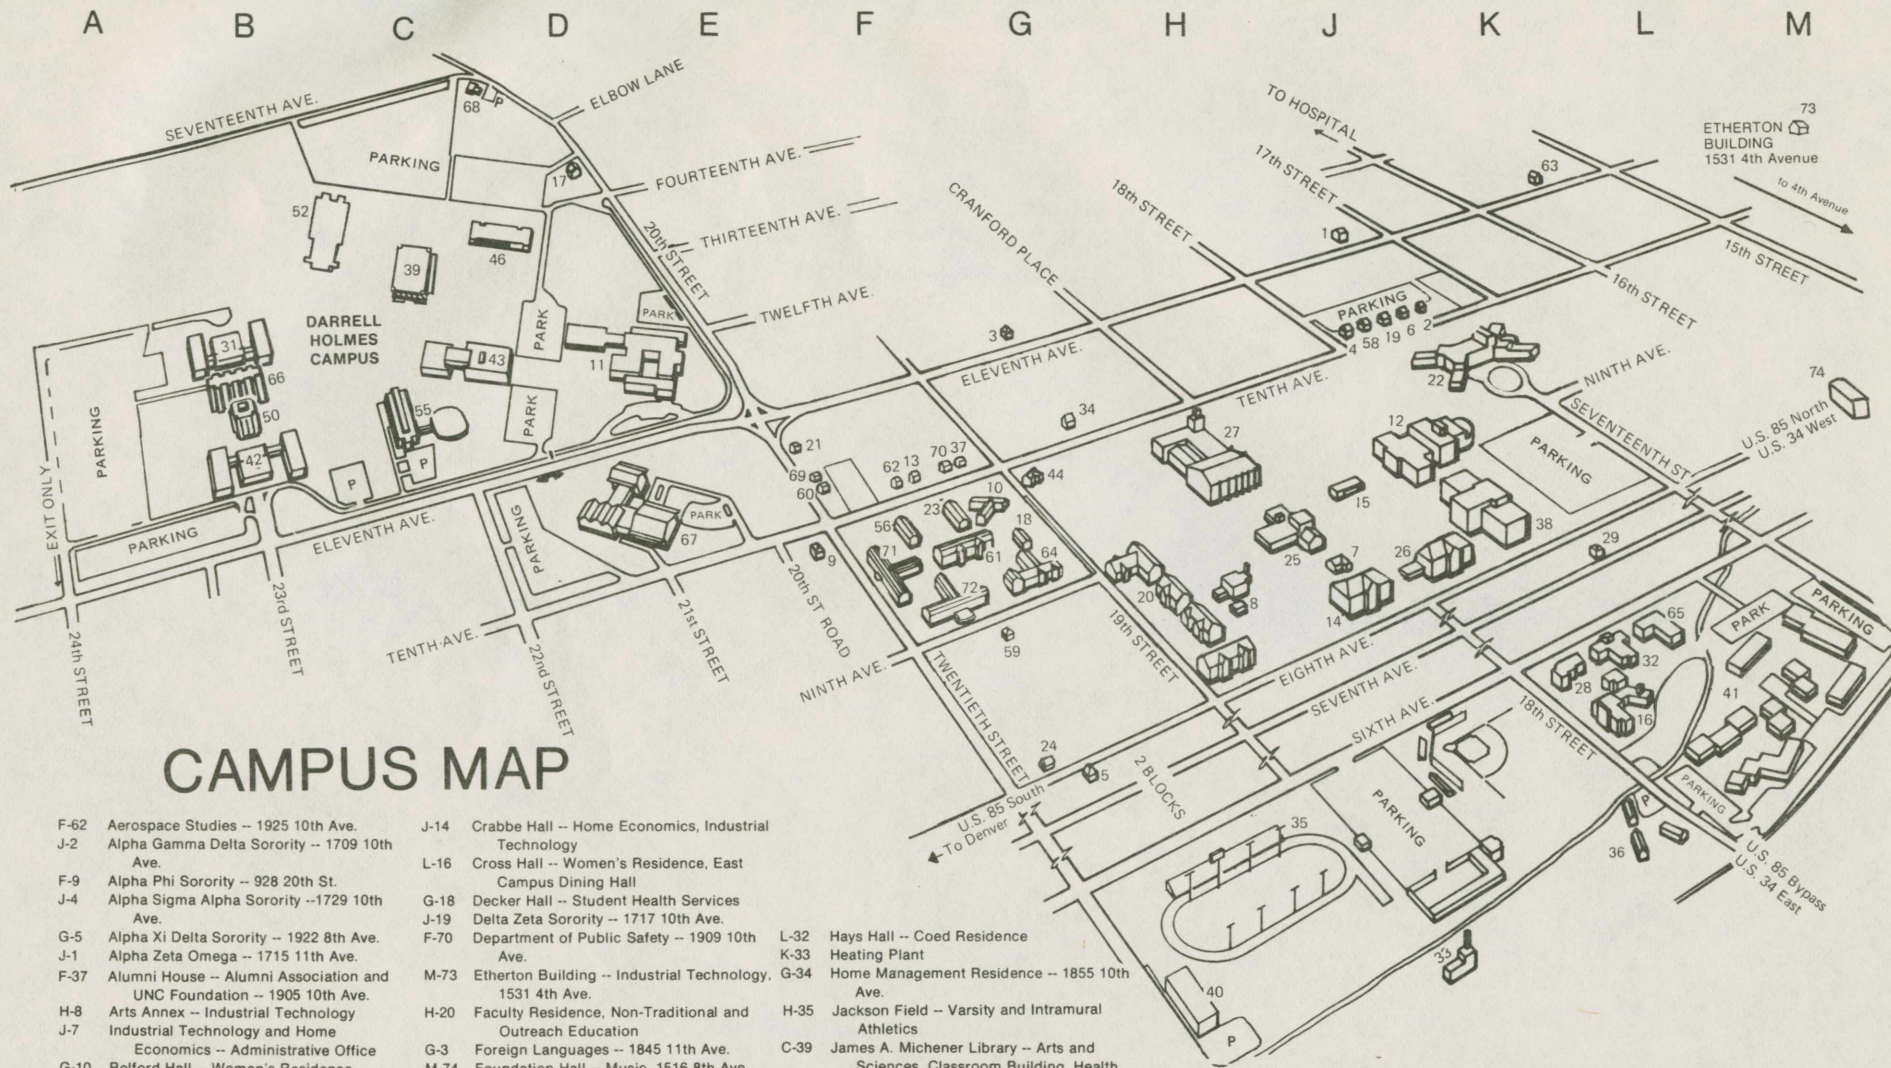 A B C D E F G H J K L M
SEVENTEENTH AVE.
68
P
ELBOW LANE
PARKING
17
FOURTEENTH AVE.
THIRTEENTH AVE.
20th STREET
TWELFTH AVE.
52
39
46
DARRELL
HOLMES
CAMPUS
31
66
50
42
43
55
11
PARK
PARK
PARK
PARKING
P
P
EXIT ONLY
PARKING
ELEVENTH AVE.
PARKING
67
PARK
24th STREET
23rd STREET
TENTH AVE.
22nd STREET
21st STREET
20th ST ROAD
NINTH AVE.
CRANFORD PLACE
3
ELEVENTH AVE.
34
21
69
60
62
13
70
37
44
9
56
23
10
18
71
61
64
72
59
TWENTIETH STREET
19th STREET
24
5
U.S. 85 South
To Denver
2 BLOCKS
TO HOSPITAL
17th STREET
18th STREET
63
1
73
ETHERTON
BUILDING
1531 4th Avenue
to 4th Avenue
15th STREET
16th STREET
PARKING
4
58
19
6
2
TENTH AVE.
22
NINTH AVE.
SEVENTEENTH ST
74
U.S. 85 North
U.S. 34 West
27
12
15
PARKING
38
25
7
26
29
20
8
14
EIGHTH AVE.
SEVENTH AVE.
SIXTH AVE.
18th STREET
65
32
28
16
41
PARK
PARKING
PARKING
P
36
U.S. 85 Bypass
U.S. 34 East
PARKING
35
33
40
P
CAMPUS MAP
F-62 Aerospace Studies -- 1925 10th Ave.
J-2 Alpha Gamma Delta Sorority -- 1709 10th
Ave.
F-9 Alpha Phi Sorority -- 928 20th St.
J-4 Alpha Sigma Alpha Sorority --1729 10th
Ave.
G-5 Alpha Xi Delta Sorority -- 1922 8th Ave.
J-1 Alpha Zeta Omega -- 1715 11th Ave.
F-37 Alumni House -- Alumni Association and
UNC Foundation -- 1905 10th Ave.
H-8 Arts Annex -- Industrial Technology
J-7 Industrial Technology and Home
Economics -- Administrative Office
G-10 Belford Hall -- Women's Residence
J-14 Crabbe Hall -- Home Economics, Industrial
Technology
L-16 Cross Hall -- Women's Residence, East
Campus Dining Hall
G-18 Decker Hall -- Student Health Services
J-19 Delta Zeta Sorority -- 1717 10th Ave.
F-70 Department of Public Safety -- 1909 10th
Ave.
M-73 Etherton Building -- Industrial Technology,
1531 4th Ave.
H-20 Faculty Residence, Non-Traditional and
Outreach Education
G-3 Foreign Languages -- 1845 11th Ave.
M-74 Foundation Hall -- Music, 1516 8th Ave.
L-32 Hays Hall -- Coed Residence
K-33 Heating Plant
G-34 Home Management Residence -- 1855 10th
Ave.
H-35 Jackson Field -- Varsity and Intramural
Athletics
C-39 James A. Michener Library -- Arts and
Sciences, Classroom Building, Health